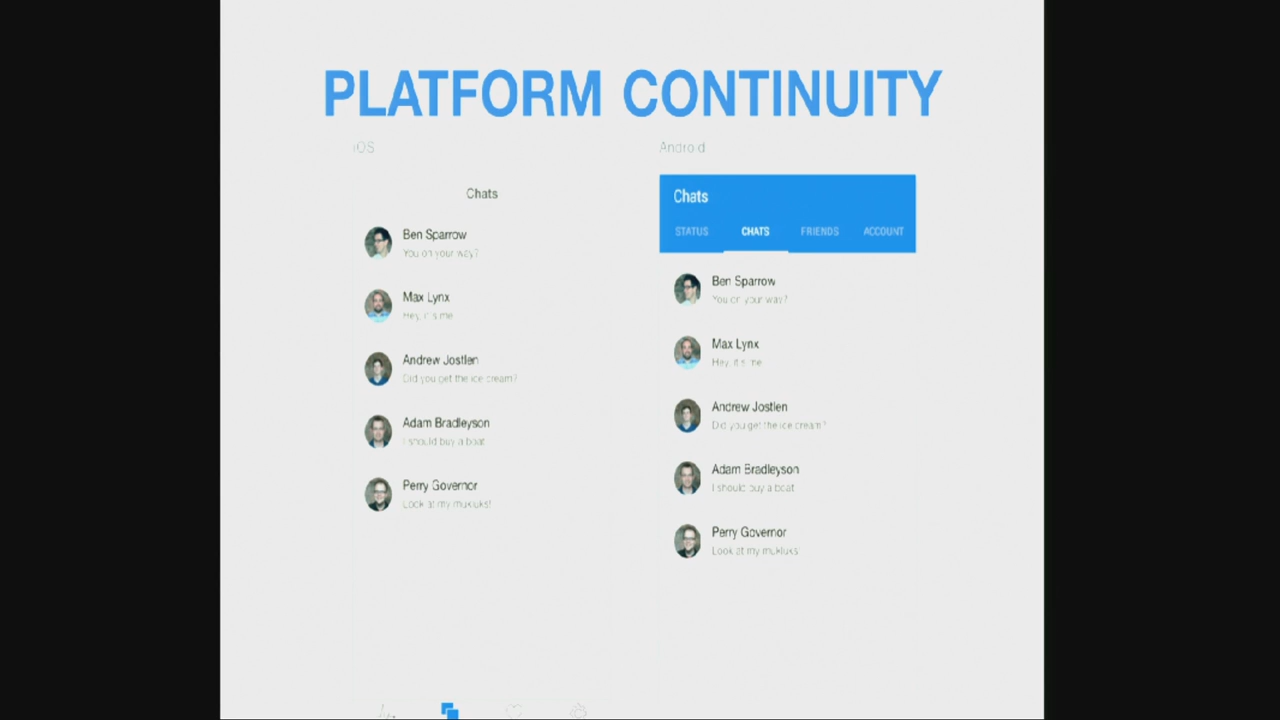 PLATFORM CONTINUITY
iOS
Chats
Ben Sparrow
You on your way?
Max Lynx
Hey, it's me
Andrew Jostlen
Did you get the ice cream?
Adam Bradleyson
I should buy a boat
Perry Governor
Look at my mukluks!
Android
Chats
STATUS CHATS FRIENDS ACCOUNT
Ben Sparrow
You on your way?
Max Lynx
Hey, it's me
Andrew Jostlen
Did you get the ice cream?
Adam Bradleyson
I should buy a boat
Perry Governor
Look at my mukluks!